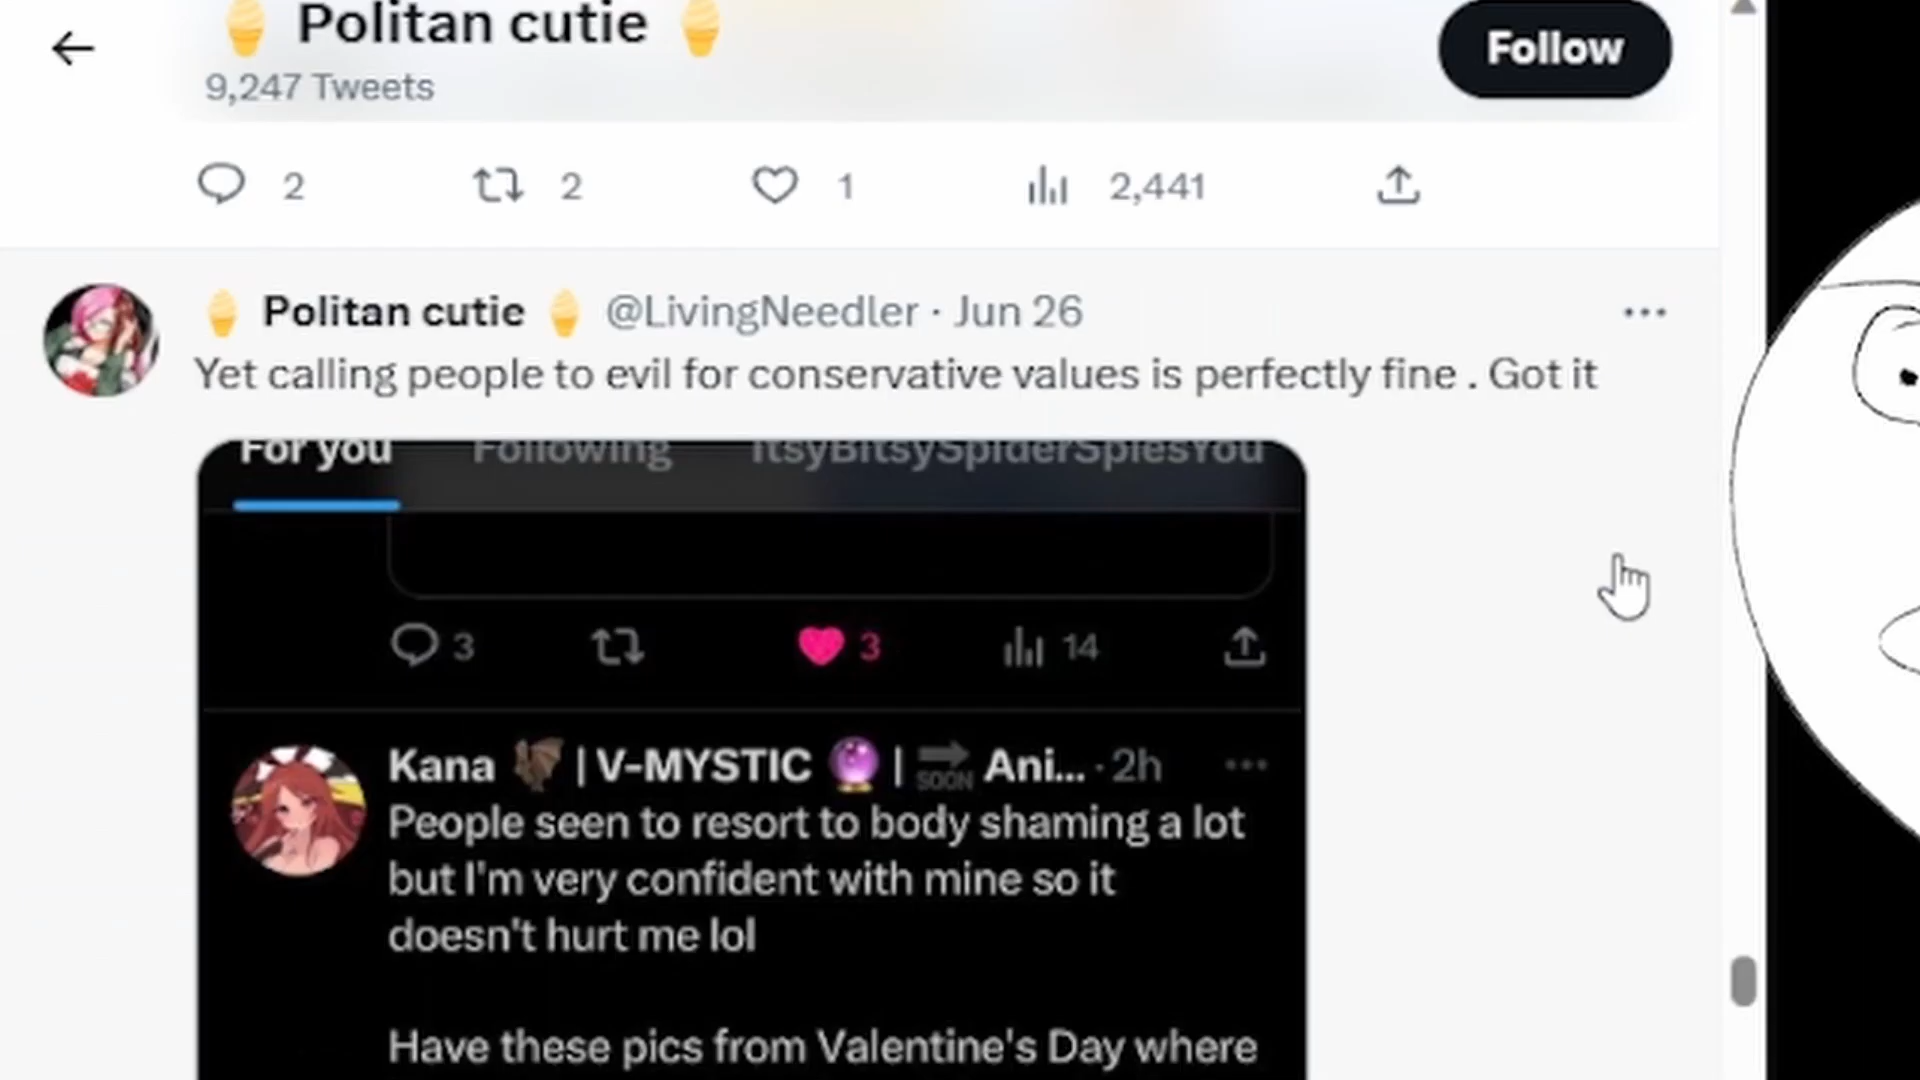 🍦 Politan cutie 🍦
Follow
9,247 Tweets
2 2 1 2,441
🍦 Politan cutie 🍦 @LivingNeedler · Jun 26
Yet calling people to evil for conservative values is perfectly fine . Got it
For you Following ItsyBitsySpiderSpiesYou
3 3 14
Kana 🦇 | V-MYSTIC 🔮 | 🔜 Ani... · 2h
People seen to resort to body shaming a lot
but I'm very confident with mine so it
doesn't hurt me lol
Have these pics from Valentine's Day where